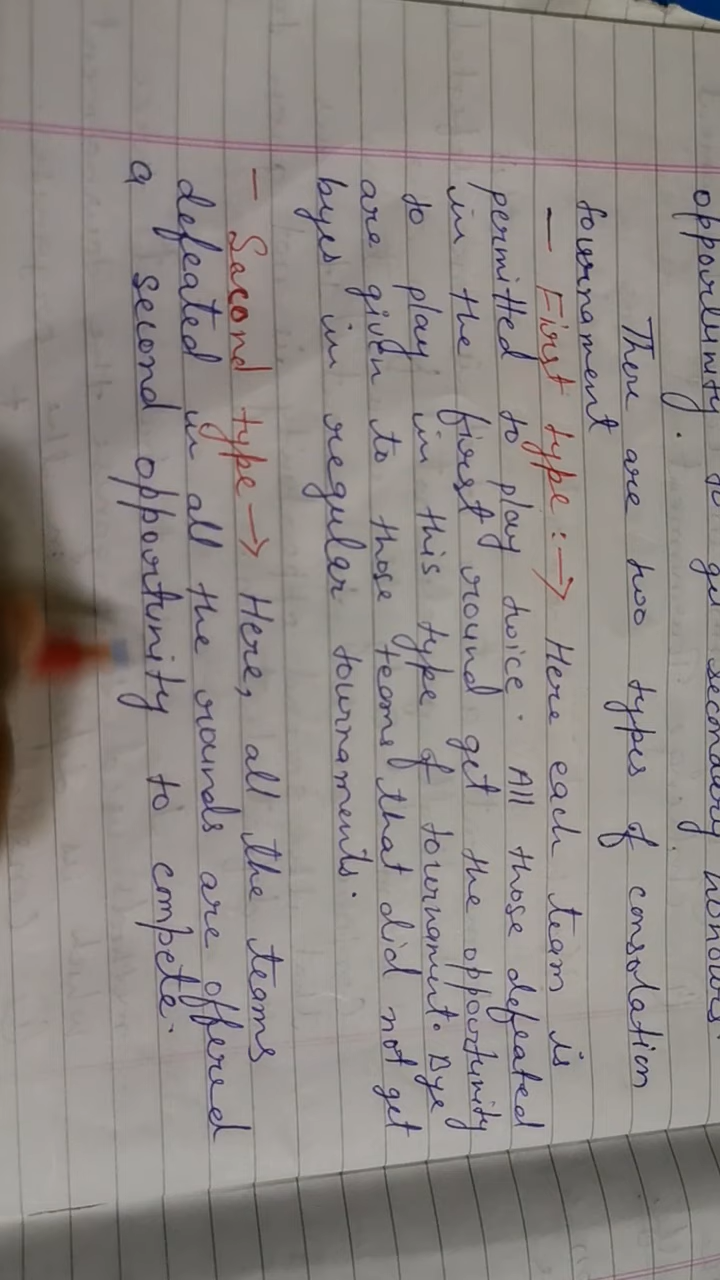 opportunity to get secondary honours
opportunity.
There are two types of consolation
tournament
- First type :→ Here each team is
permitted to play twice. All those defeated
in the first round get the opportunity
to play in this type of tournament. Bye
are given to those teams that did not get
byes in reguler tournaments.
- Second type → Here, all the teams
defeated in all the rounds are offered
a second opportunity to compete.